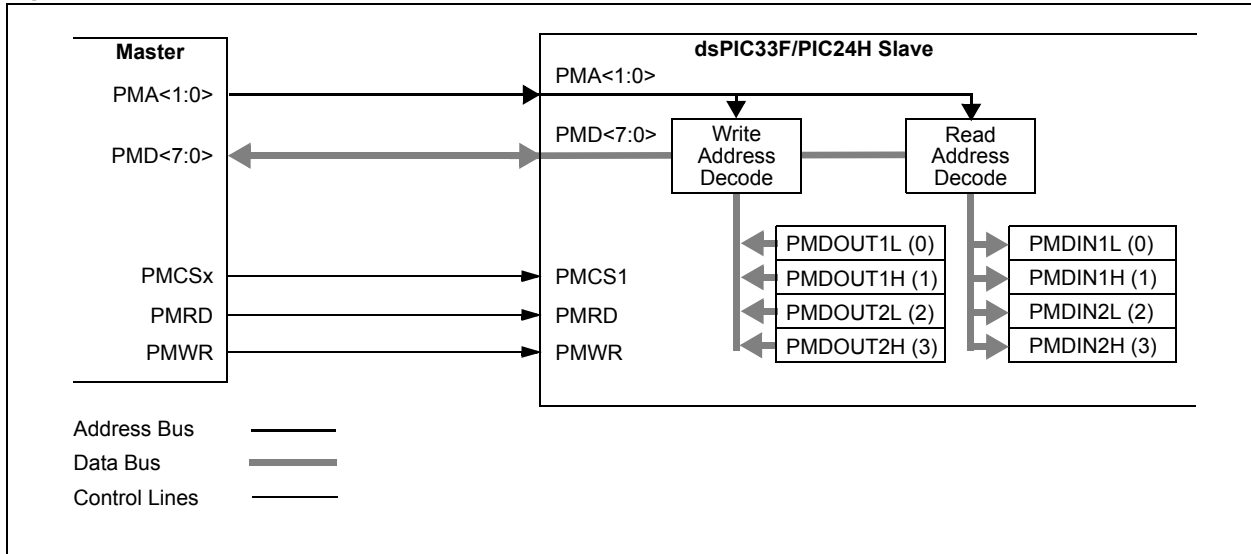 Master
dsPIC33F/PIC24H Slave
PMA<1:0>
PMA<1:0>
PMD<7:0>
PMD<7:0>
Write
Address
Decode
Read
Address
Decode
PMDOUT1L (0)
PMDIN1L (0)
PMCSx
PMCS1
PMDOUT1H (1)
PMDIN1H (1)
PMRD
PMRD
PMDOUT2L (2)
PMDIN2L (2)
PMWR
PMWR
PMDOUT2H (3)
PMDIN2H (3)
Address Bus
Data Bus
Control Lines